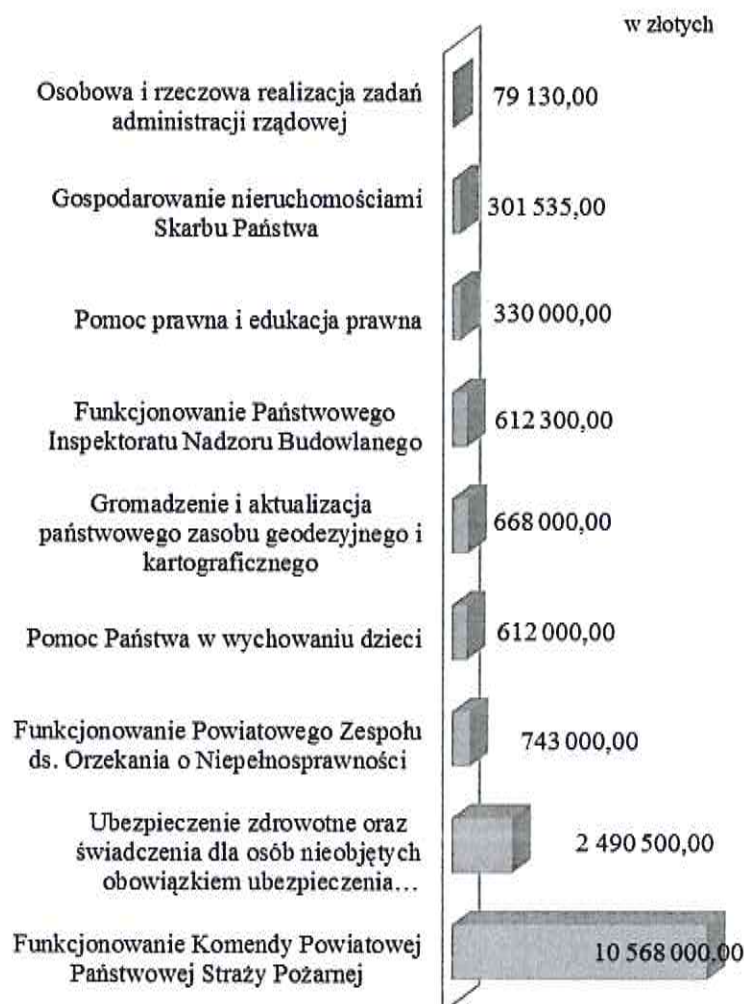 w złotych
Osobowa i rzeczowa realizacja zadań
administracji rządowej
79 130,00
Gospodarowanie nieruchomościami
Skarbu Państwa
301 535,00
Pomoc prawna i edukacja prawna
330 000,00
Funkcjonowanie Państwowego
Inspektoratu Nadzoru Budowlanego
612 300,00
Gromadzenie i aktualizacja
państwowego zasobu geodezyjnego i
kartograficznego
668 000,00
Pomoc Państwa w wychowaniu dzieci
612 000,00
Funkcjonowanie Powiatowego Zespołu
ds. Orzekania o Niepełnosprawności
743 000,00
Ubezpieczenie zdrowotne oraz
świadczenia dla osób nieobjętych
obowiązkiem ubezpieczenia…
2 490 500,00
Funkcjonowanie Komendy Powiatowej
Państwowej Straży Pożarnej
10 568 000,00